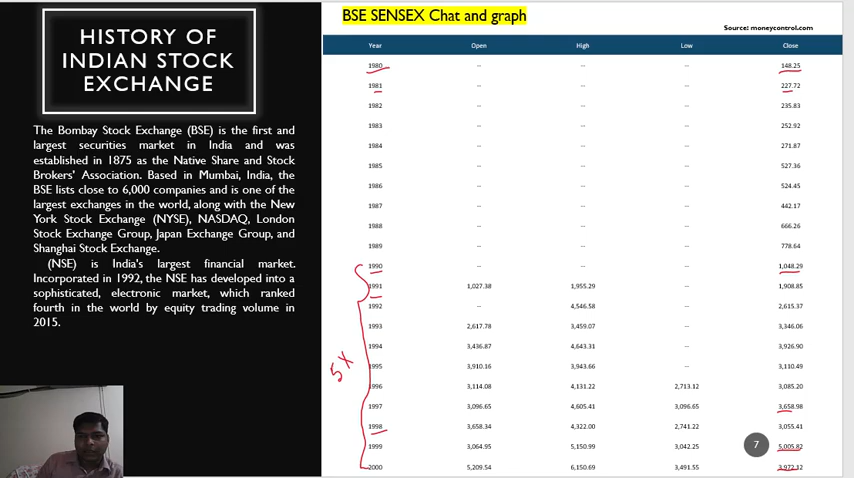 BSE SENSEX Chat and graph
Source: moneycontrol.com
HISTORY OF
INDIAN STOCK
EXCHANGE
The Bombay Stock Exchange (BSE) is the first and
largest securities market in India and was
established in 1875 as the Native Share and Stock
Brokers' Association. Based in Mumbai, India, the
BSE lists close to 6,000 companies and is one of the
largest exchanges in the world, along with the New
York Stock Exchange (NYSE), NASDAQ, London
Stock Exchange Group, Japan Exchange Group, and
Shanghai Stock Exchange.
(NSE) is India's largest financial market.
Incorporated in 1992, the NSE has developed into a
sophisticated, electronic market, which ranked
fourth in the world by equity trading volume in
2015.
Year Open High Low Close
1980 -- -- -- 148.25
1981 -- -- -- 227.72
1982 -- -- -- 235.83
1983 -- -- -- 252.92
1984 -- -- -- 271.87
1985 -- -- -- 527.36
1986 -- -- -- 524.45
1987 -- -- -- 442.17
1988 -- -- -- 666.26
1989 -- -- -- 778.64
1990 -- -- -- 1,048.29
1991 1,027.38 1,955.29 -- 1,908.85
1992 -- 4,546.58 -- 2,615.37
1993 2,617.78 3,459.07 -- 3,346.06
1994 3,436.87 4,643.31 -- 3,926.90
1995 3,910.16 3,943.66 -- 3,110.49
1996 3,114.08 4,131.22 2,713.12 3,085.20
1997 3,096.65 4,605.41 3,096.65 3,658.98
1998 3,658.34 4,322.00 2,741.22 3,055.41
1999 3,064.95 5,150.99 3,042.25 5,005.82
2000 5,209.54 6,150.69 3,491.55 3,972.12
5X
7